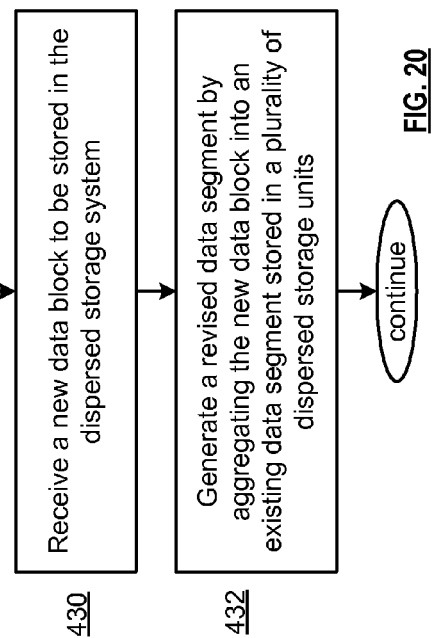 430
Receive a new data block to be stored in the
dispersed storage system
432
Generate a revised data segment by
aggregating the new data block into an
existing data segment stored in a plurality of
dispersed storage units
continue
FIG. 20